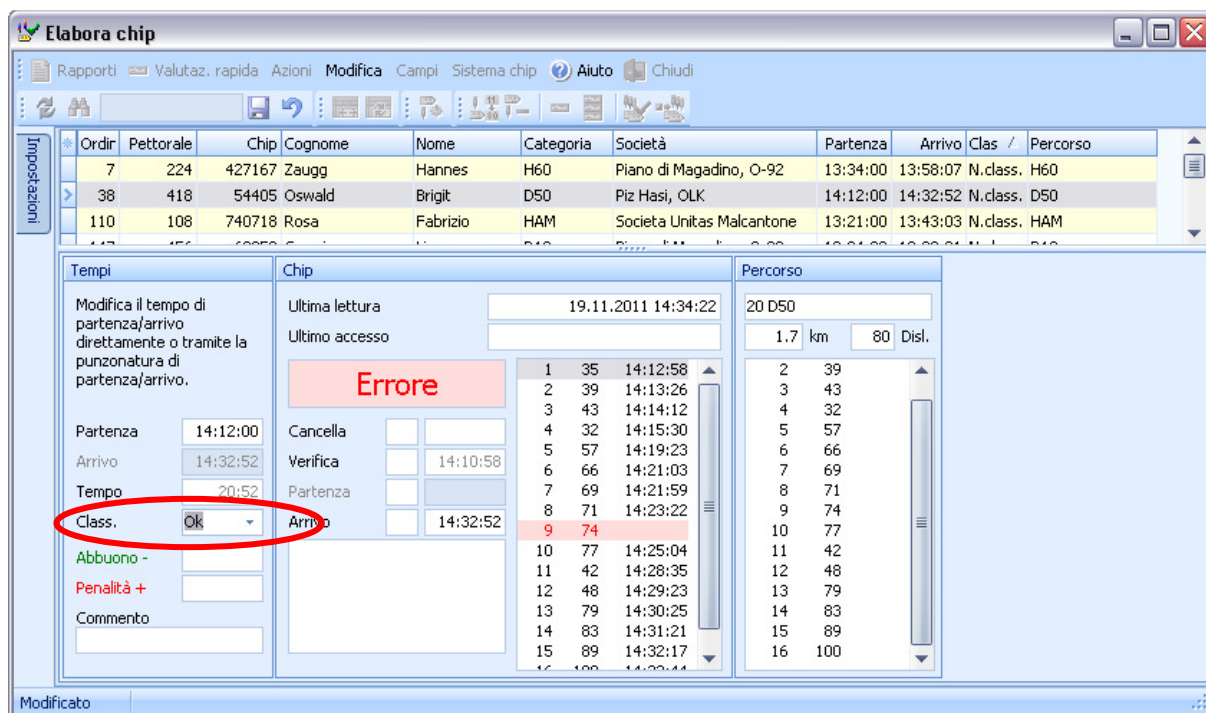 Elabora chip
Rapporti Valutaz. rapida Azioni Modifica Campi Sistema chip Aiuto Chiudi
Impostazioni
Ordir Pettorale Chip Cognome Nome Categoria Società Partenza Arrivo Clas Percorso
7 224 427167 Zaugg Hannes H60 Piano di Magadino, O-92 13:34:00 13:58:07 N.class. H60
38 418 54405 Oswald Brigit D50 Piz Hasi, OLK 14:12:00 14:32:52 N.class. D50
110 108 740718 Rosa Fabrizio HAM Societa Unitas Malcantone 13:21:00 13:43:03 N.class. HAM
Tempi
Modifica il tempo di
partenza/arrivo
direttamente o tramite la
punzonatura di
partenza/arrivo.
Partenza 14:12:00
Arrivo 14:32:52
Tempo 20:52
Class. Ok
Abbuono -
Penalità +
Commento
Chip
Ultima lettura 19.11.2011 14:34:22
Ultimo accesso
Errore
Cancella
Verifica 14:10:58
Partenza
Arrivo 14:32:52
1 35 14:12:58
2 39 14:13:26
3 43 14:14:12
4 32 14:15:30
5 57 14:19:23
6 66 14:21:03
7 69 14:21:59
8 71 14:23:22
9 74
10 77 14:25:04
11 42 14:28:35
12 48 14:29:23
13 79 14:30:25
14 83 14:31:21
15 89 14:32:17
Percorso
20 D50
1.7 km 80 Disl.
2 39
3 43
4 32
5 57
6 66
7 69
8 71
9 74
10 77
11 42
12 48
13 79
14 83
15 89
16 100
Modificato